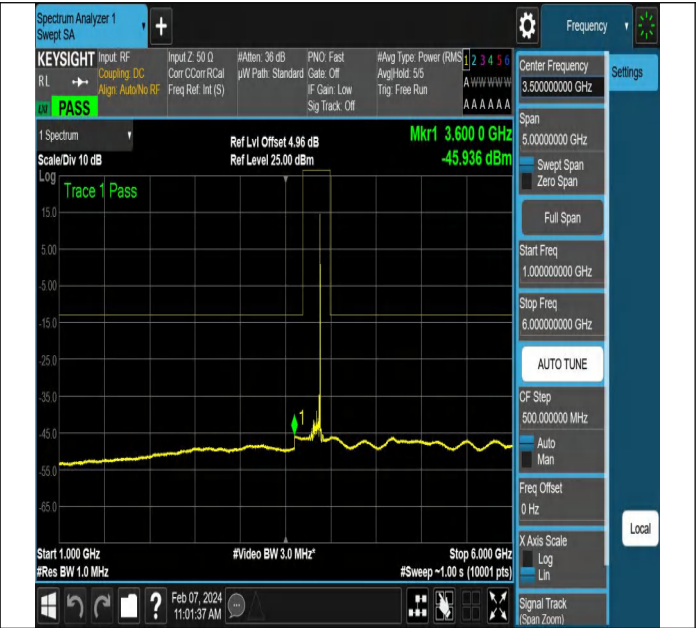 Spectrum Analyzer 1
Swept SA
+
Frequency
KEYSIGHT
RL
LNI PASS
Input: RF
Coupling: DC
Align: Auto/No RF
Input Z: 50 Ω
Corr CCorr RCal
Freq Ref: Int (S)
#Atten: 36 dB
µW Path: Standard
PNO: Fast
Gate: Off
IF Gain: Low
Sig Track: Off
#Avg Type: Power (RMS
Avg|Hold: 5/5
Trig: Free Run
1 2 3 4 5 6
A W W W W W
A A A A A A
1 Spectrum
Scale/Div 10 dB
Ref Lvl Offset 4.96 dB
Ref Level 25.00 dBm
Mkr1 3.600 0 GHz
-45.936 dBm
Log
Trace 1 Pass
15.0
5.00
-5.00
-15.0
-25.0
-35.0
-45.0
-55.0
-65.0
1
Start 1.000 GHz
#Res BW 1.0 MHz
#Video BW 3.0 MHz*
Stop 6.000 GHz
#Sweep ~1.00 s (10001 pts)
Center Frequency
3.500000000 GHz
Settings
Span
5.00000000 GHz
Swept Span
Zero Span
Full Span
Start Freq
1.000000000 GHz
Stop Freq
6.000000000 GHz
AUTO TUNE
CF Step
500.000000 MHz
Auto
Man
Freq Offset
0 Hz
X Axis Scale
Log
Lin
Signal Track
(Span Zoom)
Local
?
Feb 07, 2024
11:01:37 AM